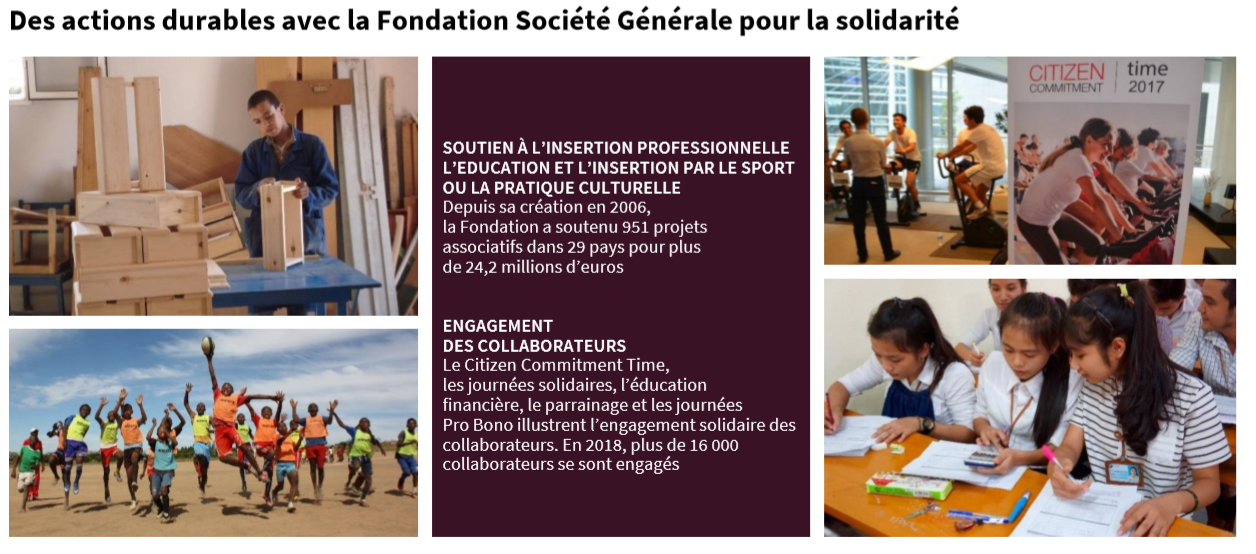 Des actions durables avec la Fondation Société Générale pour la solidarité
SOUTIEN À L'INSERTION PROFESSIONNELLE
L'EDUCATION ET L'INSERTION PAR LE SPORT
OU LA PRATIQUE CULTURELLE
Depuis sa création en 2006,
la Fondation a soutenu 951 projets
associatifs dans 29 pays pour plus
de 24,2 millions d'euros
ENGAGEMENT
DES COLLABORATEURS
Le Citizen Commitment Time,
les journées solidaires, l'éducation
financière, le parrainage et les journées
Pro Bono illustrent l'engagement solidaire des
collaborateurs. En 2018, plus de 16 000
collaborateurs se sont engagés
CITIZEN
COMMITMENT
time
2017